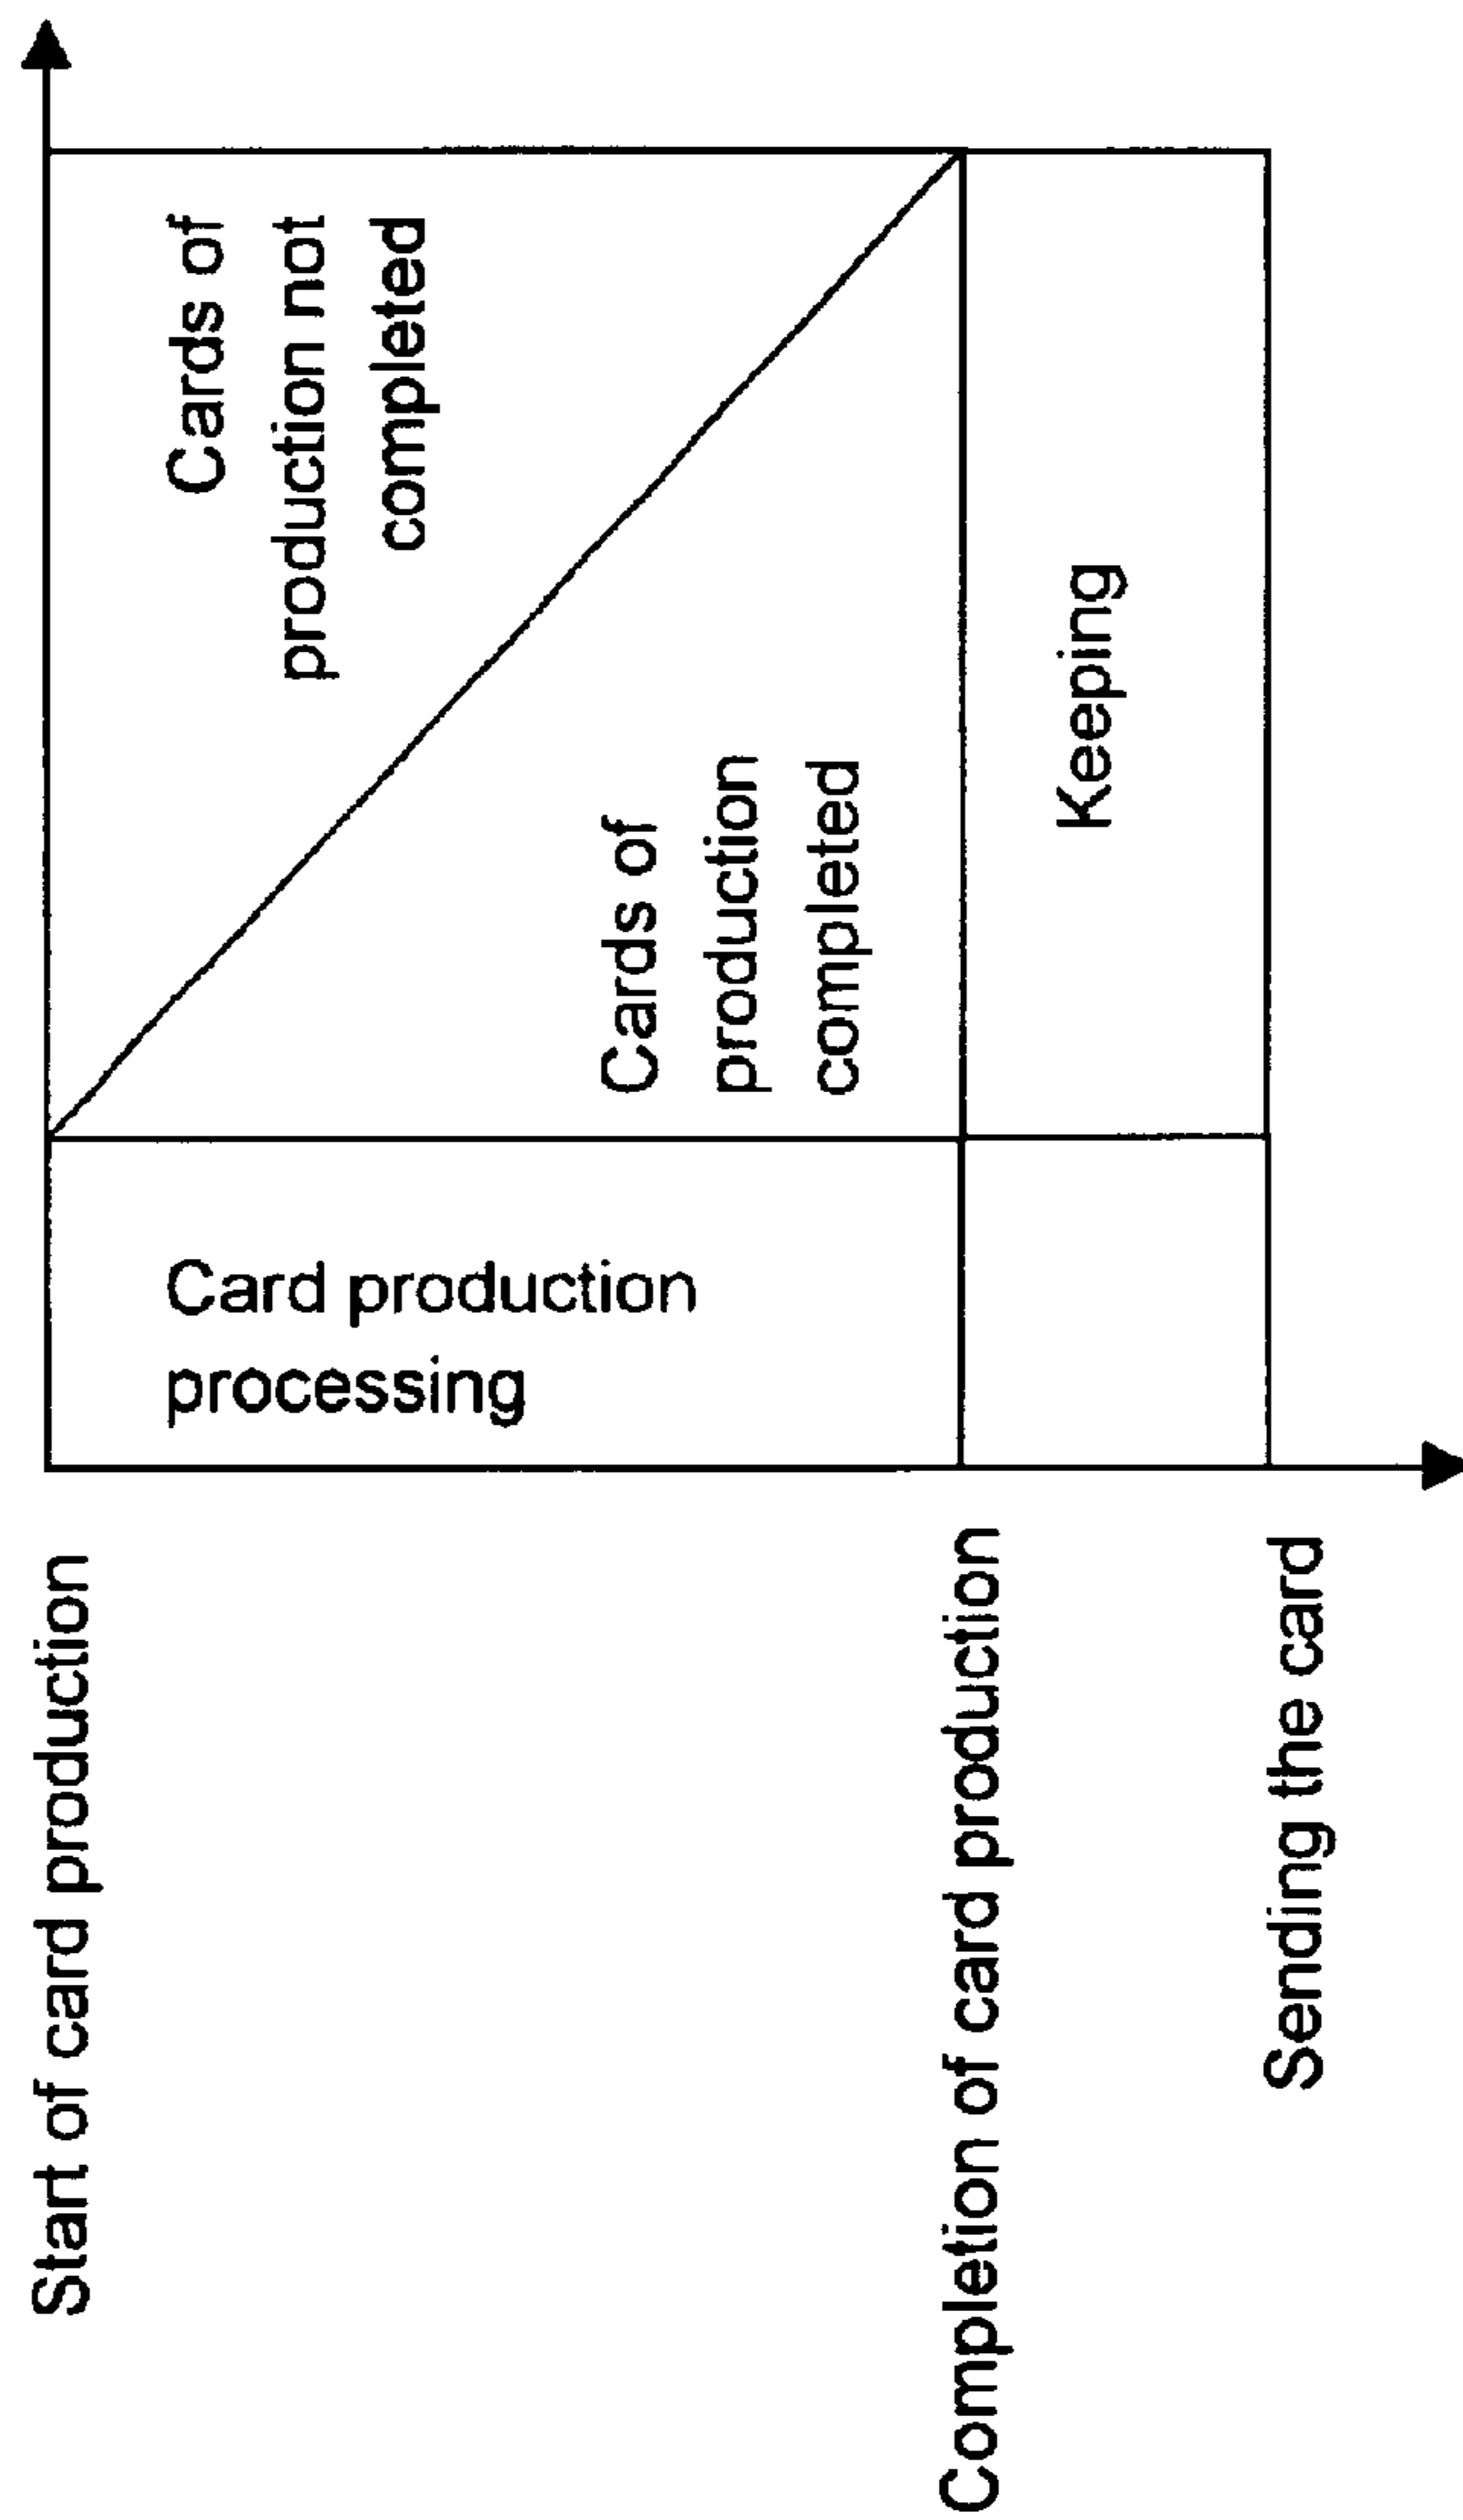 Cards of
production not
completed
Cards of
production
completed
Keeping
Card production
processing
Start of card production
Completion of card production
Sending the card